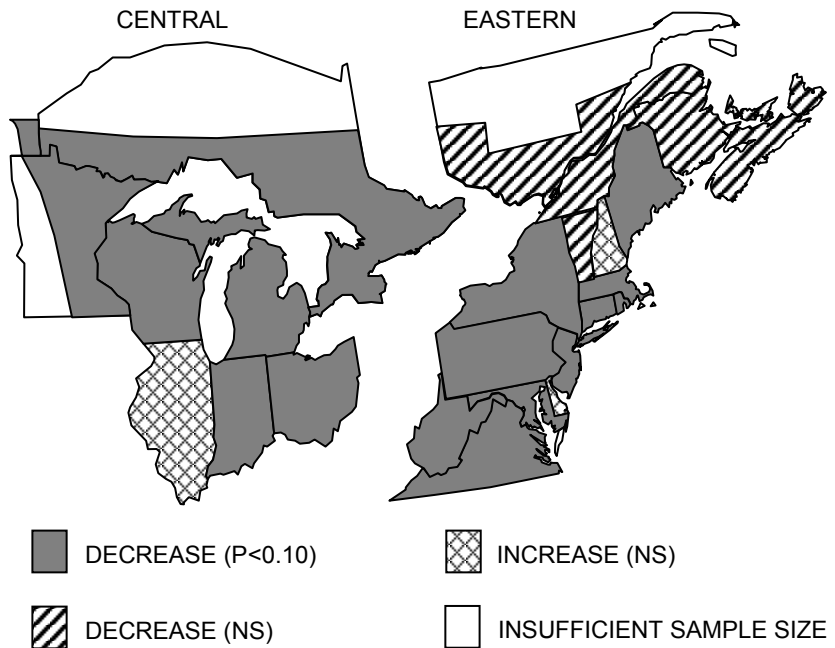 CENTRAL
EASTERN
DECREASE (P<0.10)
INCREASE (NS)
DECREASE (NS)
INSUFFICIENT SAMPLE SIZE